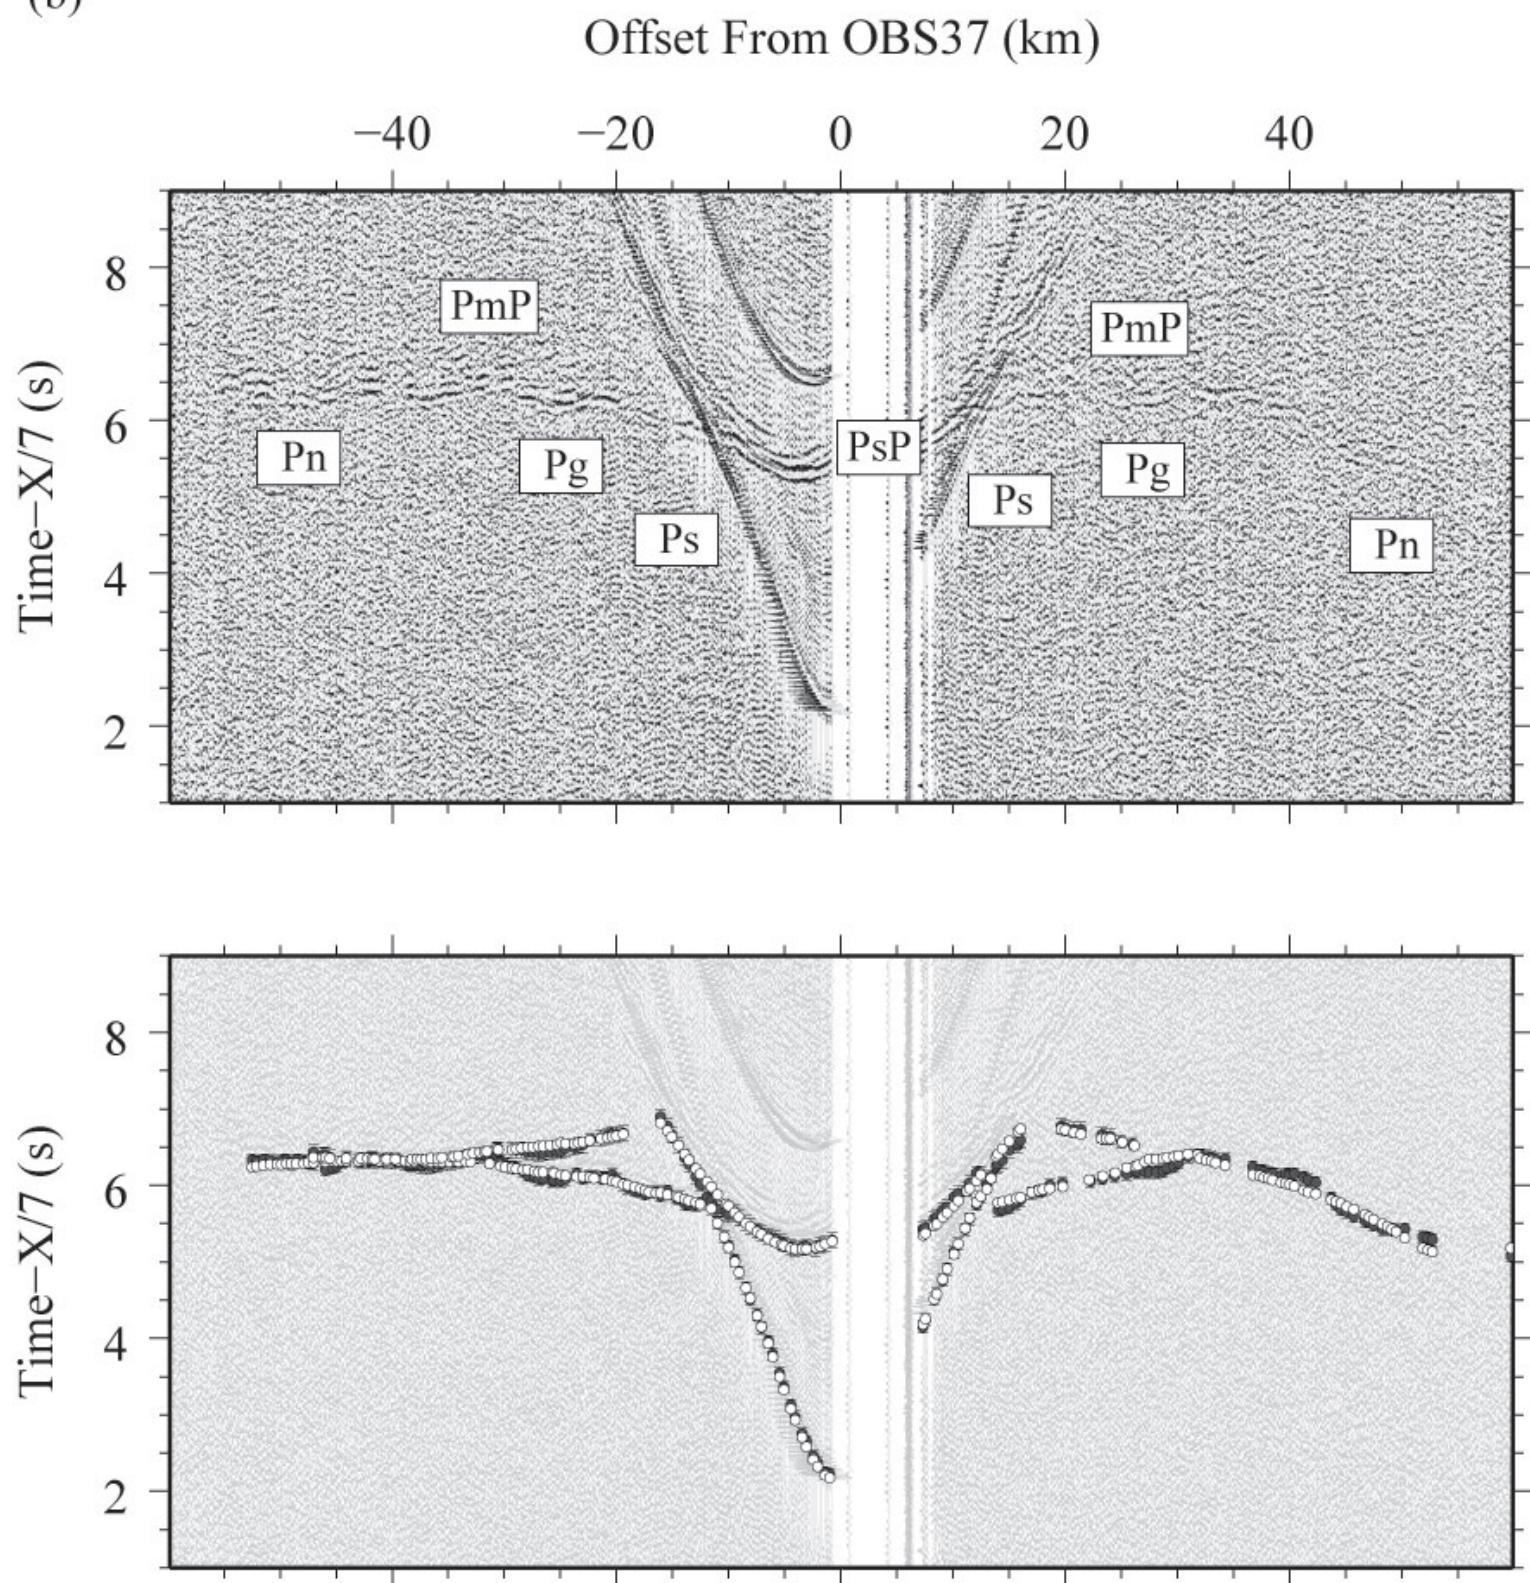 (b)
Offset From OBS37 (km)
−40 −20 0 20 40
8
PmP PmP
6
PsP
Pn Pg Pg
Ps Ps
Pn
4
2
Time−X/7 (s)
8
6
4
2
Time−X/7 (s)